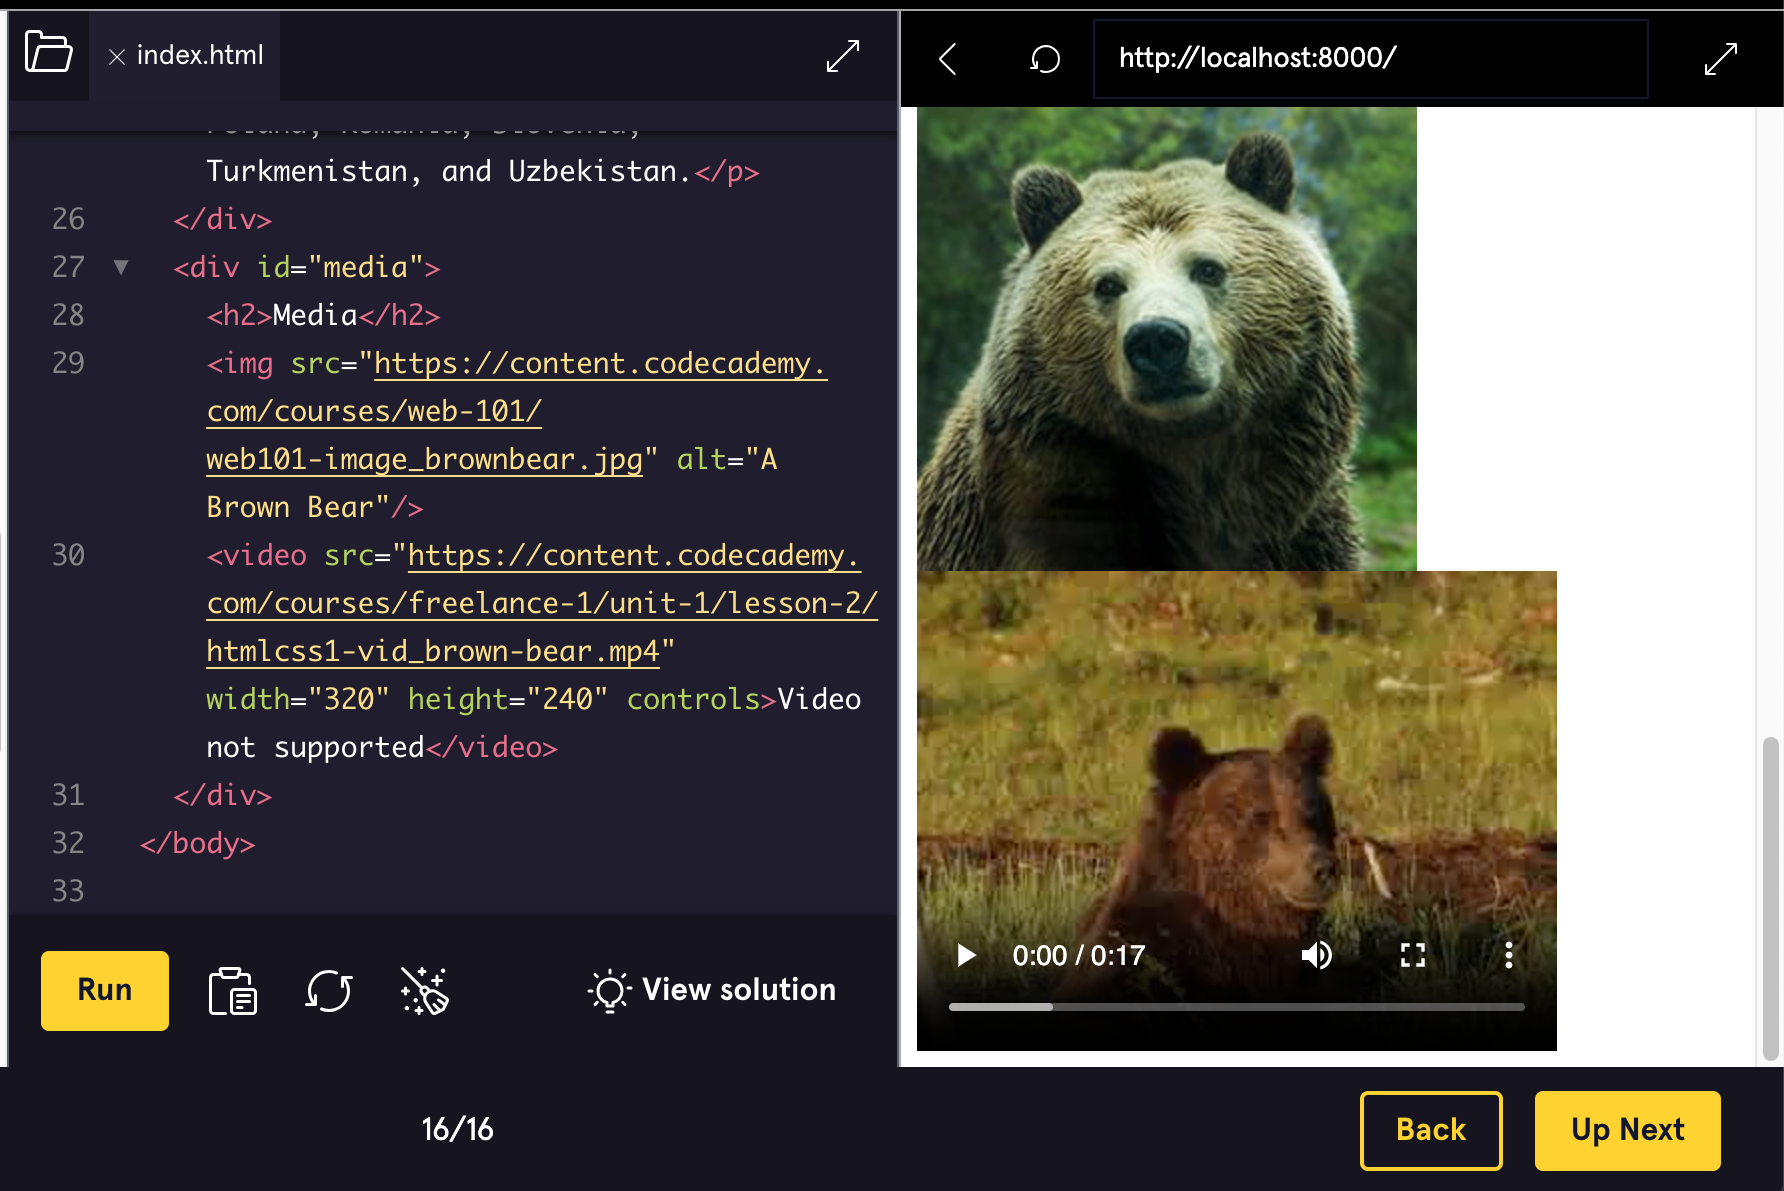 index.html
http://localhost:8000/
Poland, Romania, Slovenia,
Turkmenistan, and Uzbekistan.</p>
26 </div>
27 ▼ <div id="media">
28 <h2>Media</h2>
29 <img src="https://content.codecademy.
com/courses/web-101/
web101-image_brownbear.jpg" alt="A
Brown Bear"/>
30 <video src="https://content.codecademy.
com/courses/freelance-1/unit-1/lesson-2/
htmlcss1-vid_brown-bear.mp4"
width="320" height="240" controls>Video
not supported</video>
31 </div>
32 </body>
33
0:00 / 0:17
Run
View solution
16/16
Back
Up Next